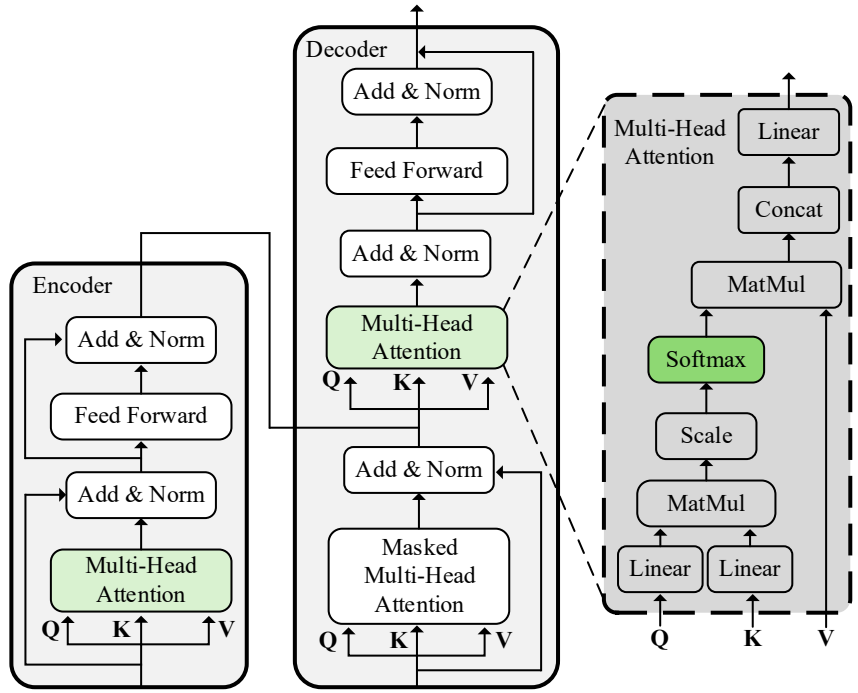 Encoder
Add & Norm
Feed Forward
Add & Norm
Multi-Head
Attention
Q K V
Decoder
Add & Norm
Feed Forward
Add & Norm
Multi-Head
Attention
Q K V
Add & Norm
Masked
Multi-Head
Attention
Q K V
Multi-Head
Attention
Linear
Concat
MatMul
Softmax
Scale
MatMul
Linear Linear
Q K V